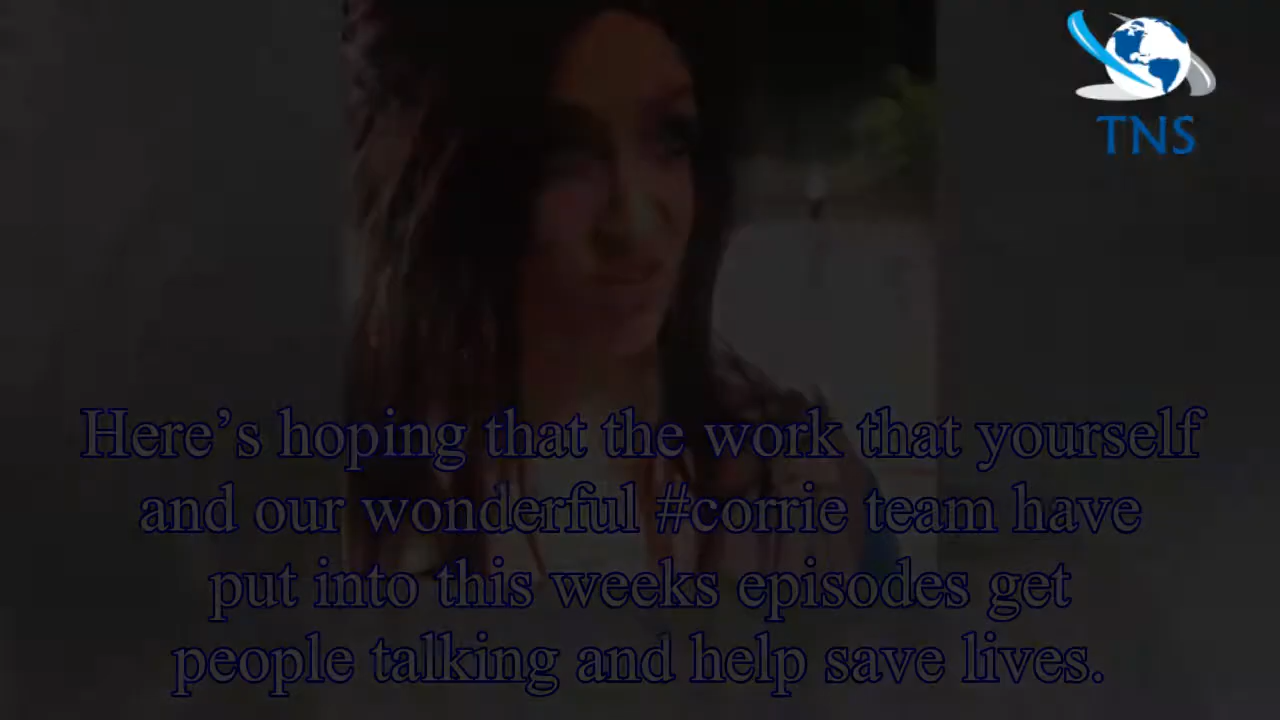 TNS
Here’s hoping that the work that yourself
and our wonderful #corrie team have
put into this weeks episodes get
people talking and help save lives.